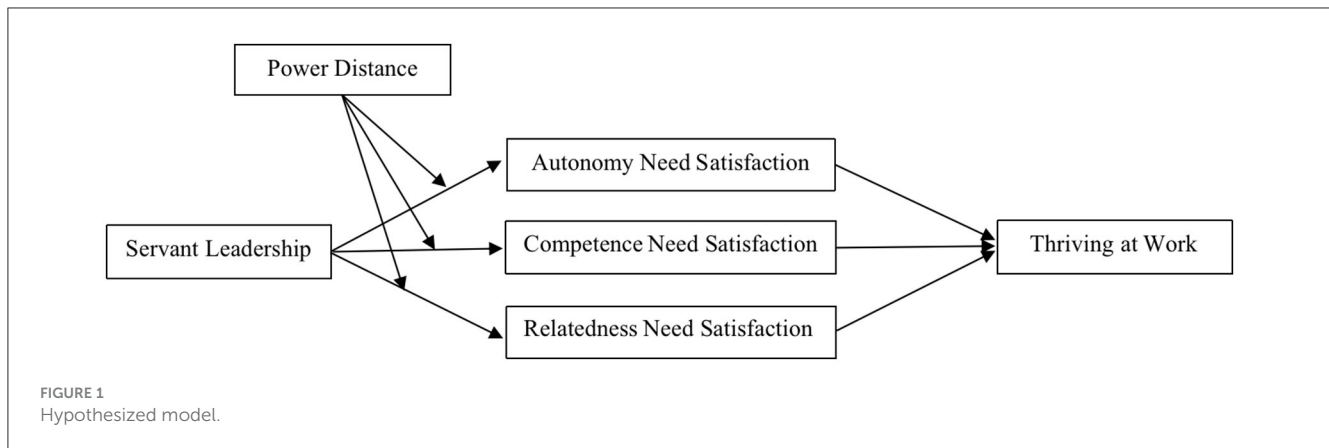 Power Distance
Autonomy Need Satisfaction
Servant Leadership
Competence Need Satisfaction
Thriving at Work
Relatedness Need Satisfaction
FIGURE 1
Hypothesized model.